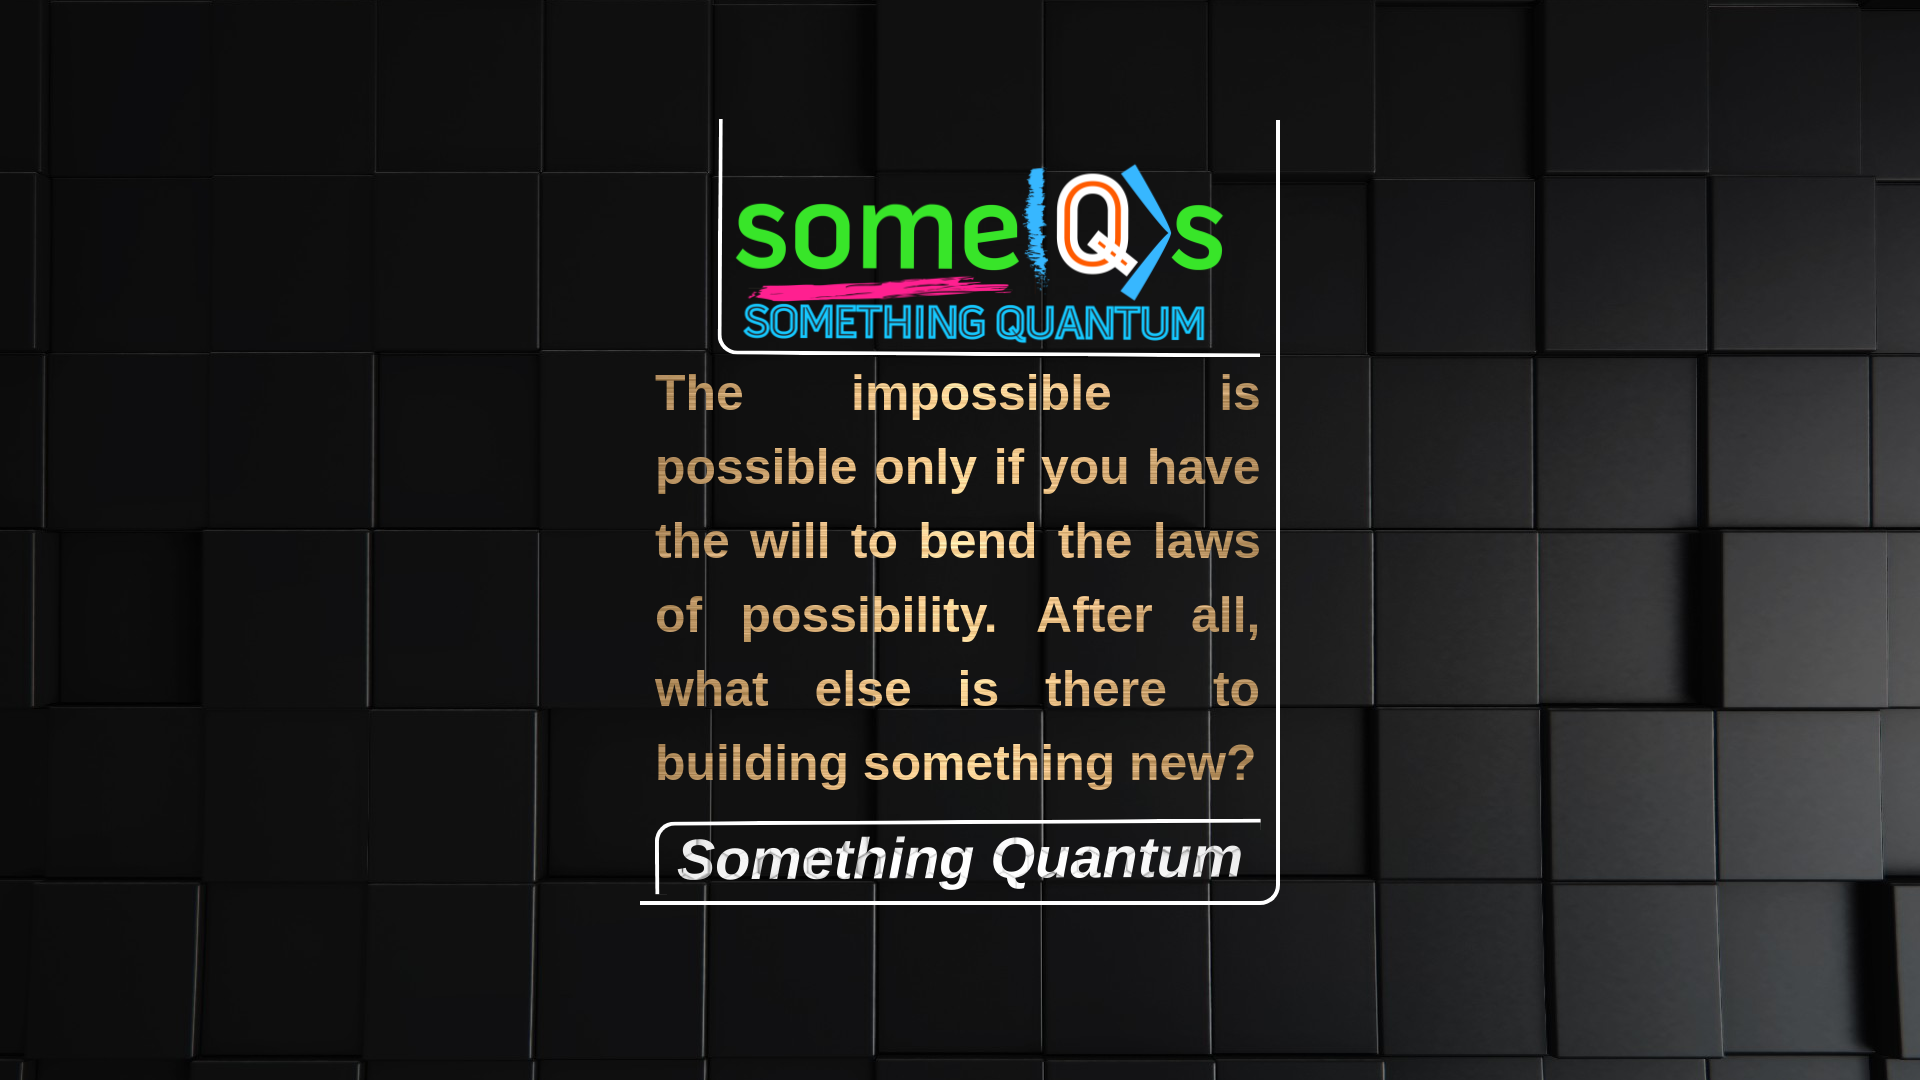 some|Q>s
SOMETHING QUANTUM
The impossible is
possible only if you have
the will to bend the laws
of possibility. After all,
what else is there to
building something new?
Something Quantum